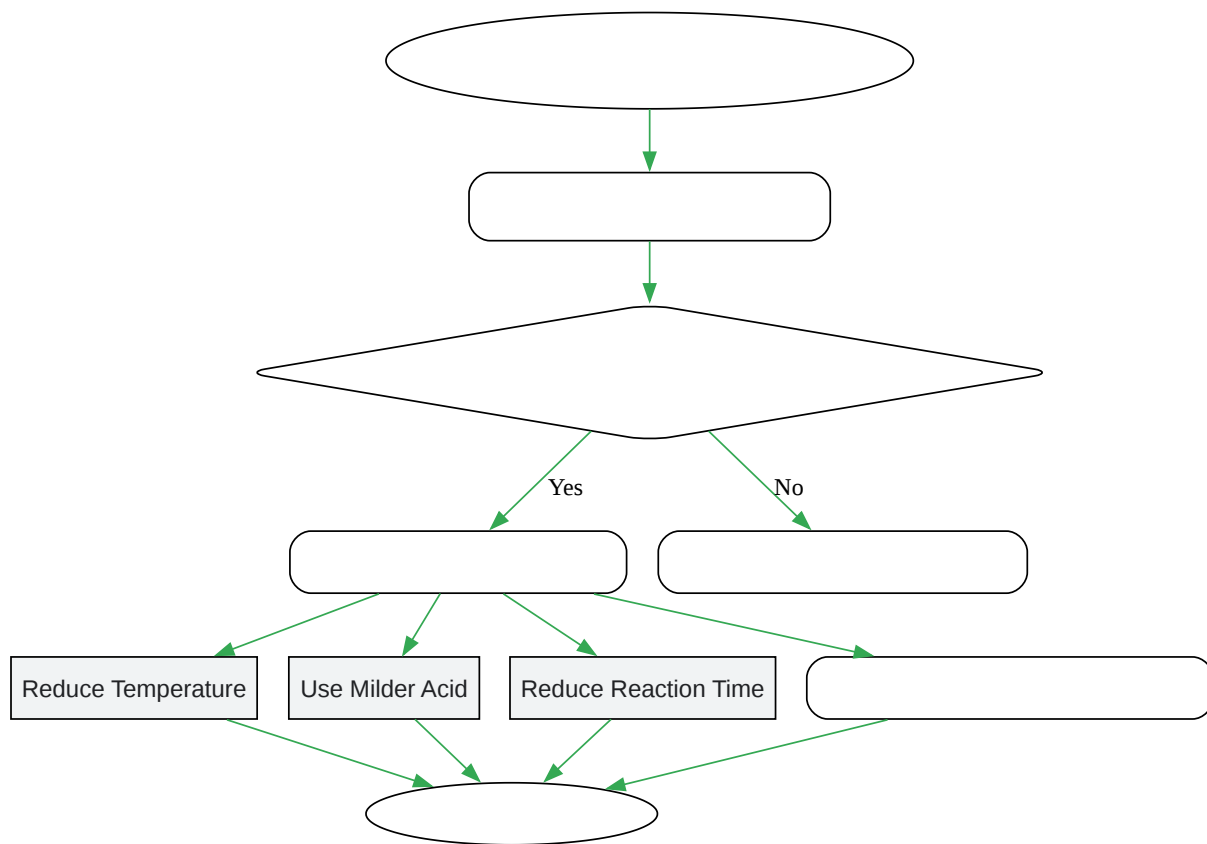 Yes
No
Reduce Temperature
Use Milder Acid
Reduce Reaction Time